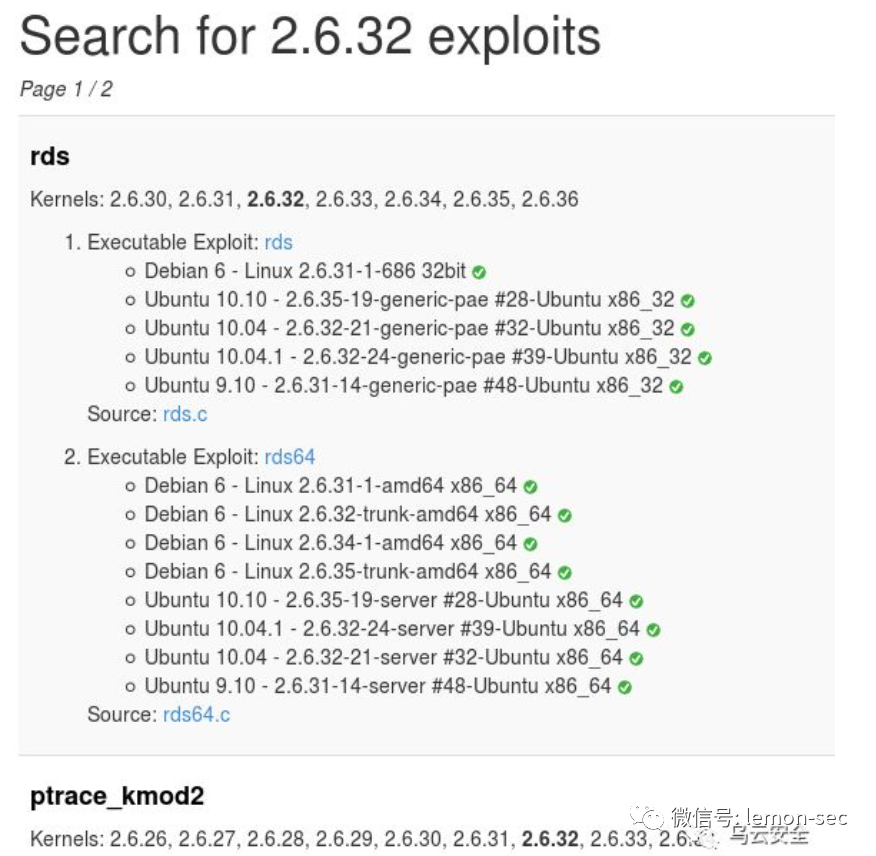 Search for 2.6.32 exploits
Page 1 / 2
rds
Kernels: 2.6.30, 2.6.31, 2.6.32, 2.6.33, 2.6.34, 2.6.35, 2.6.36
1. Executable Exploit: rds
Debian 6 - Linux 2.6.31-1-686 32bit
Ubuntu 10.10 - 2.6.35-19-generic-pae #28-Ubuntu x86_32
Ubuntu 10.04 - 2.6.32-21-generic-pae #32-Ubuntu x86_32
Ubuntu 10.04.1 - 2.6.32-24-generic-pae #39-Ubuntu x86_32
Ubuntu 9.10 - 2.6.31-14-generic-pae #48-Ubuntu x86_32
Source: rds.c
2. Executable Exploit: rds64
Debian 6 - Linux 2.6.31-1-amd64 x86_64
Debian 6 - Linux 2.6.32-trunk-amd64 x86_64
Debian 6 - Linux 2.6.34-1-amd64 x86_64
Debian 6 - Linux 2.6.35-trunk-amd64 x86_64
Ubuntu 10.10 - 2.6.35-19-server #28-Ubuntu x86_64
Ubuntu 10.04.1 - 2.6.32-24-server #39-Ubuntu x86_64
Ubuntu 10.04 - 2.6.32-21-server #32-Ubuntu x86_64
Ubuntu 9.10 - 2.6.31-14-server #48-Ubuntu x86_64
Source: rds64.c
ptrace_kmod2
微信号: lemon-sec
Kernels: 2.6.26, 2.6.27, 2.6.28, 2.6.29, 2.6.30, 2.6.31, 2.6.32, 2.6.33,
乌云安全